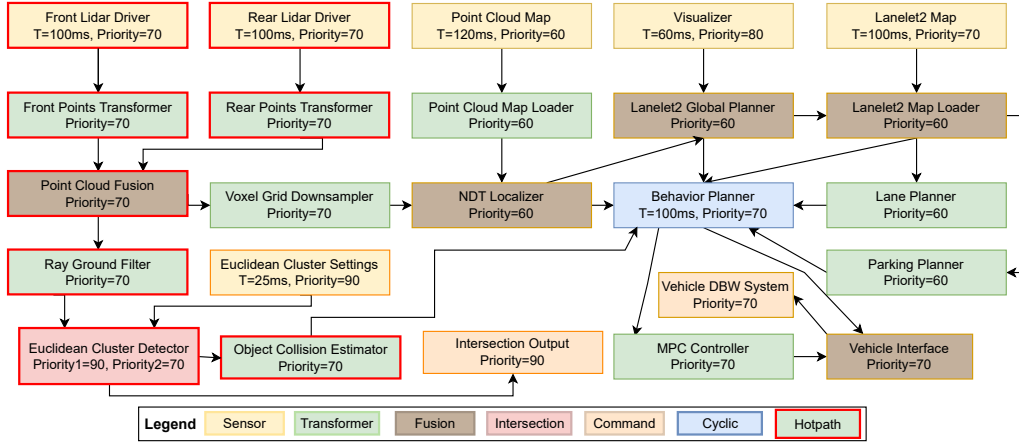 Front Lidar Driver
T=100ms, Priority=70
Rear Lidar Driver
T=100ms, Priority=70
Point Cloud Map
T=120ms, Priority=60
Visualizer
T=60ms, Priority=80
Lanelet2 Map
T=100ms, Priority=70
Front Points Transformer
Priority=70
Rear Points Transformer
Priority=70
Point Cloud Map Loader
Priority=60
Lanelet2 Global Planner
Priority=60
Lanelet2 Map Loader
Priority=60
Point Cloud Fusion
Priority=70
Voxel Grid Downsampler
Priority=70
NDT Localizer
Priority=60
Behavior Planner
T=100ms, Priority=70
Lane Planner
Priority=60
Ray Ground Filter
Priority=70
Euclidean Cluster Settings
T=25ms, Priority=90
Vehicle DBW System
Priority=70
Parking Planner
Priority=60
Euclidean Cluster Detector
Priority1=90, Priority2=70
Object Collision Estimator
Priority=70
Intersection Output
Priority=90
MPC Controller
Priority=70
Vehicle Interface
Priority=70
Legend
Sensor
Transformer
Fusion
Intersection
Command
Cyclic
Hotpath